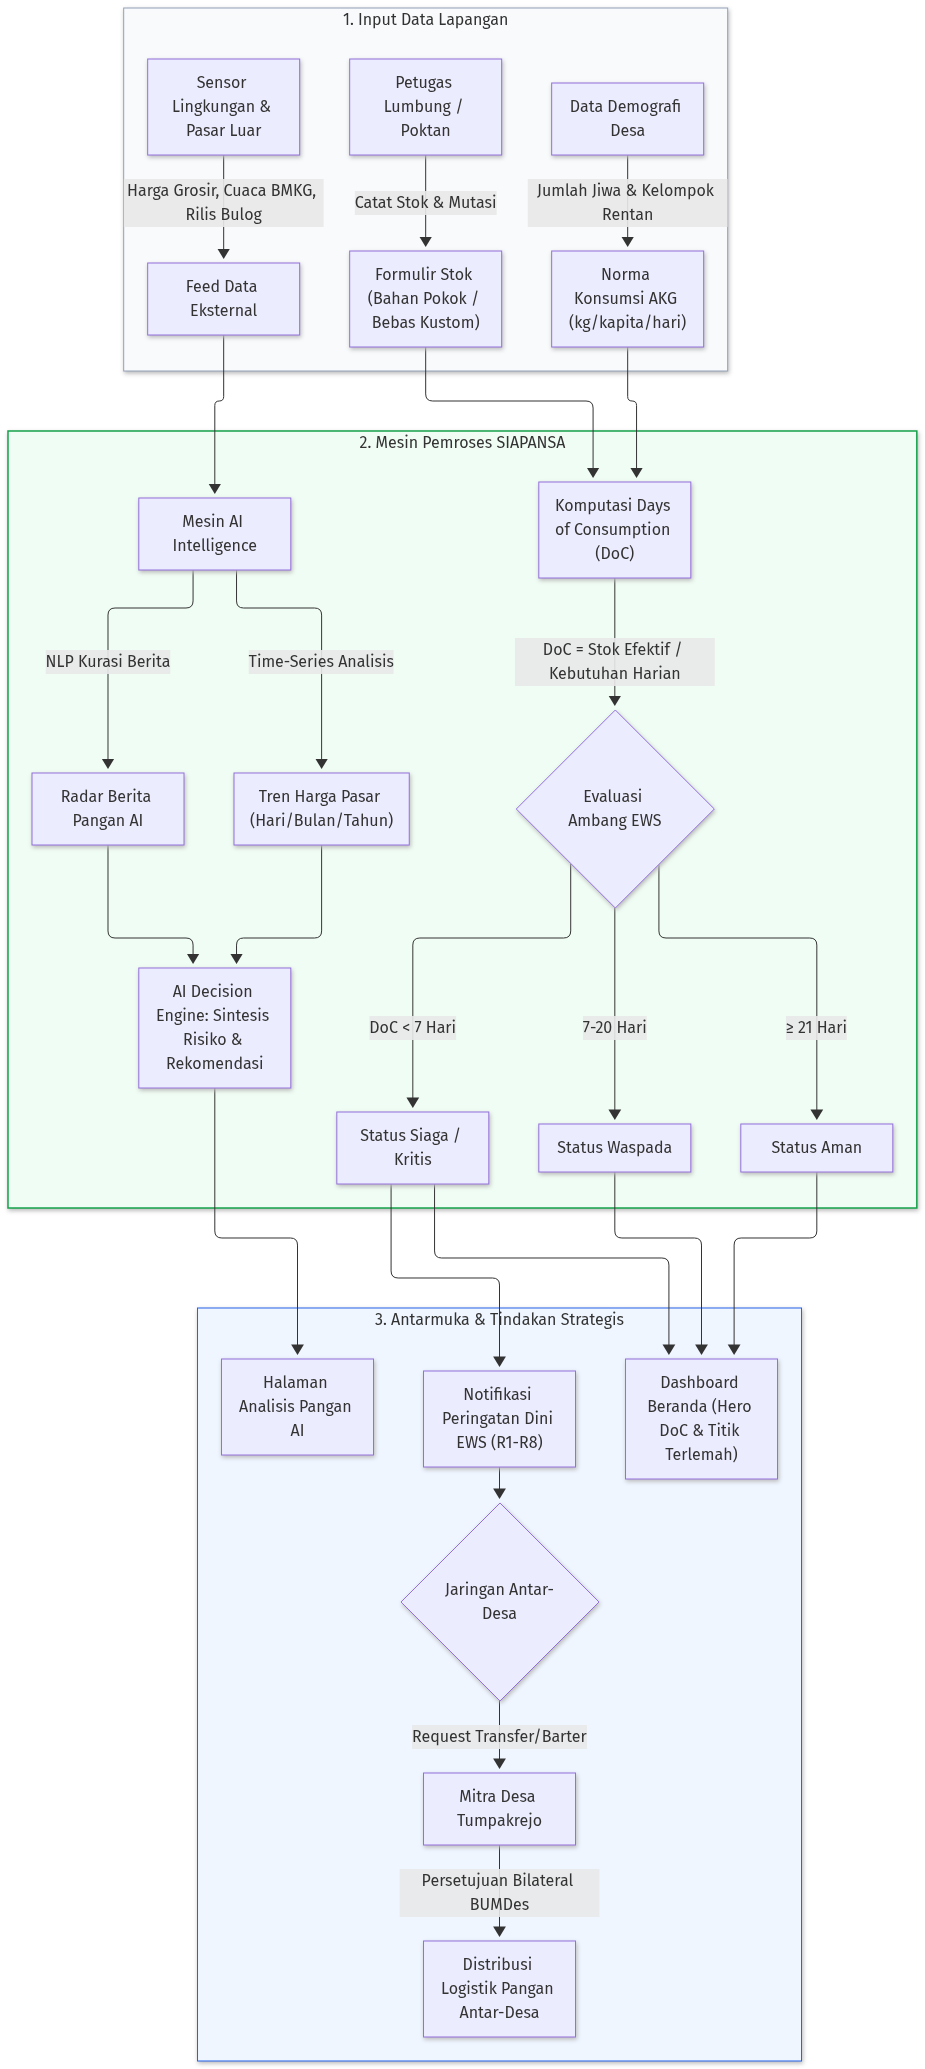 1. Input Data Lapangan
Sensor
Lingkungan &
Pasar Luar
Petugas
Lumbung /
Poktan
Data Demografi
Desa
Harga Grosir, Cuaca BMKG,
Rilis Bulog
Catat Stok & Mutasi
Jumlah Jiwa & Kelompok
Rentan
Feed Data
Eksternal
Formulir Stok
(Bahan Pokok /
Bebas Kustom)
Norma
Konsumsi AKG
(kg/kapita/hari)
2. Mesin Pemroses SIAPANSA
Mesin AI
Intelligence
Komputasi Days
of Consumption
(DoC)
NLP Kurasi Berita
Time-Series Analisis
DoC = Stok Efektif /
Kebutuhan Harian
Radar Berita
Pangan AI
Tren Harga Pasar
(Hari/Bulan/Tahun)
Evaluasi
Ambang EWS
AI Decision
Engine: Sintesis
Risiko &
Rekomendasi
DoC < 7 Hari
7-20 Hari
≥ 21 Hari
Status Siaga /
Kritis
Status Waspada
Status Aman
3. Antarmuka & Tindakan Strategis
Halaman
Analisis Pangan
AI
Notifikasi
Peringatan Dini
EWS (R1-R8)
Dashboard
Beranda (Hero
DoC & Titik
Terlemah)
Jaringan Antar-
Desa
Request Transfer/Barter
Mitra Desa
Tumpakrejo
Persetujuan Bilateral
BUMDes
Distribusi
Logistik Pangan
Antar-Desa